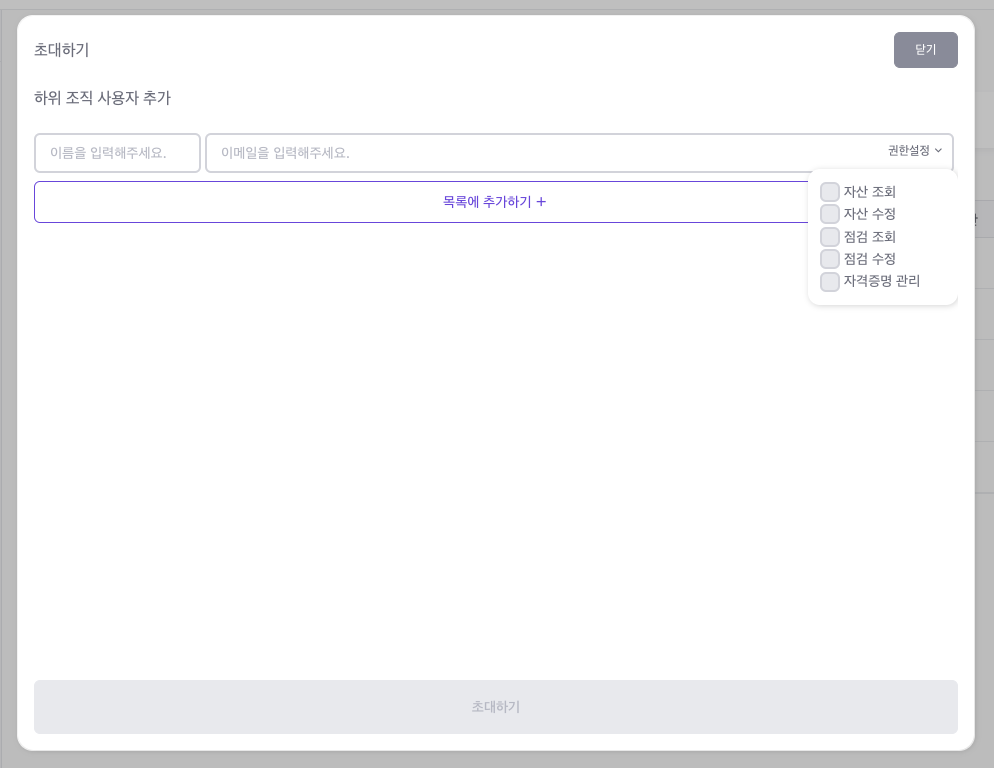 초대하기
닫기
하위 조직 사용자 추가
이름을 입력해주세요.
이메일을 입력해주세요.
권한설정
목록에 추가하기 +
자산 조회
자산 수정
점검 조회
점검 수정
자격증명 관리
초대하기